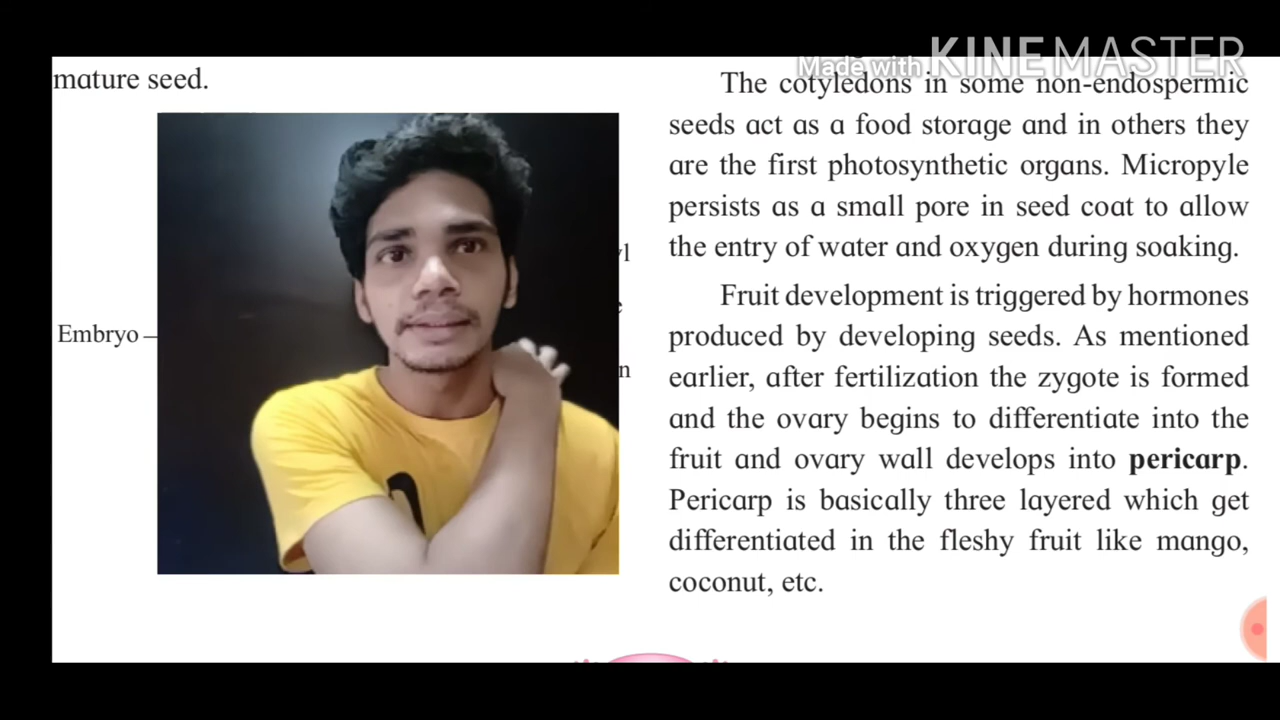 Made with KINEMASTER
mature seed.
Embryo
yl
e
n
The cotyledons in some non-endospermic
seeds act as a food storage and in others they
are the first photosynthetic organs. Micropyle
persists as a small pore in seed coat to allow
the entry of water and oxygen during soaking.
Fruit development is triggered by hormones
produced by developing seeds. As mentioned
earlier, after fertilization the zygote is formed
and the ovary begins to differentiate into the
fruit and ovary wall develops into pericarp.
Pericarp is basically three layered which get
differentiated in the fleshy fruit like mango,
coconut, etc.